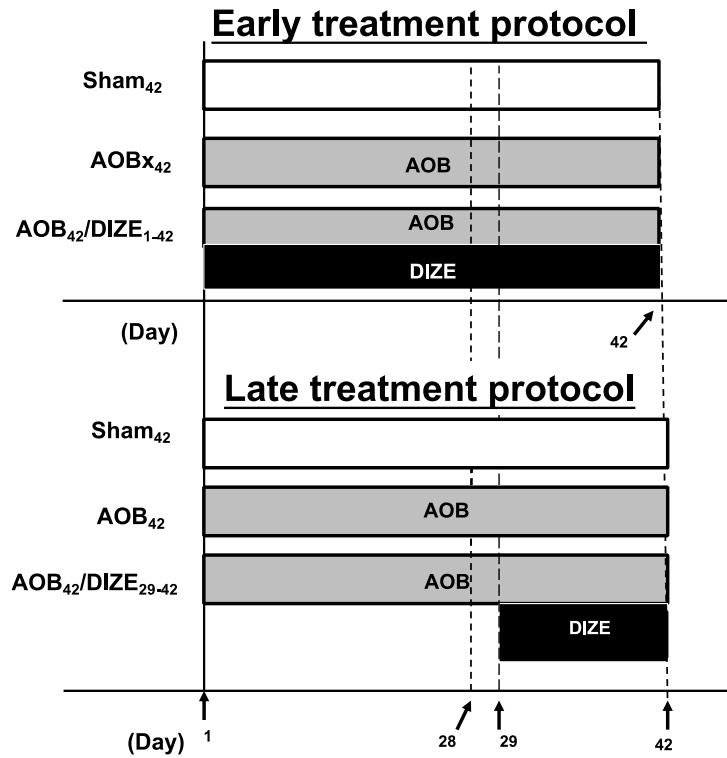 Early treatment protocol
Sham₄₂
AOBx₄₂
AOB
AOB₄₂/DIZE₁₋₄₂
AOB
DIZE
(Day)
42
Late treatment protocol
Sham₄₂
AOB₄₂
AOB
AOB₄₂/DIZE₂₉₋₄₂
AOB
DIZE
(Day) 1 28 29 42